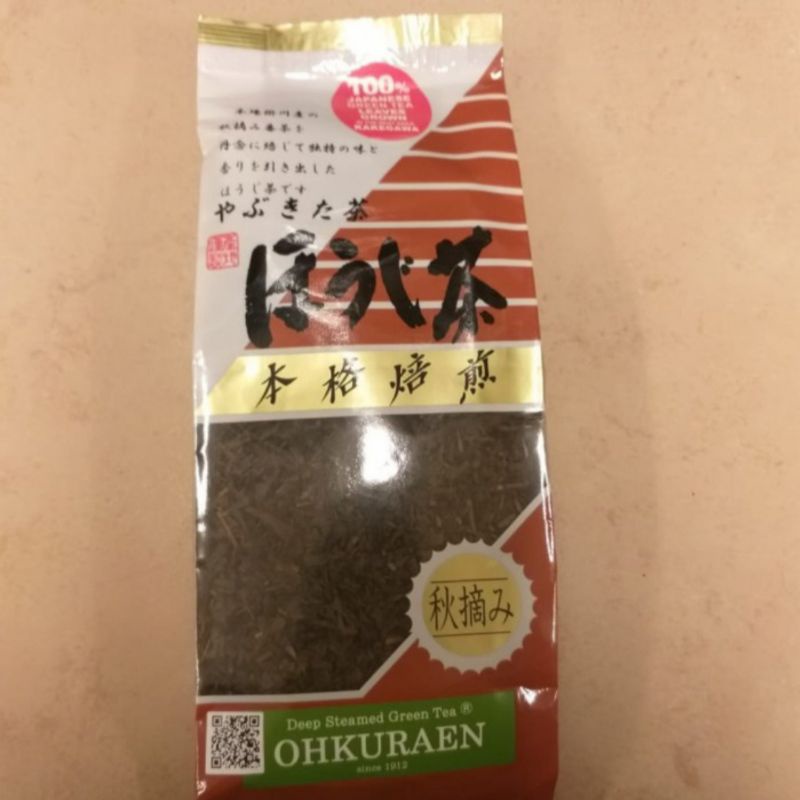 100%
JAPANESE
GREEN TEA
LEAVES
GROWN
KAKEGAWA
本場掛川産の
秋摘み番茶を
丹念に焙じて独特の味と
香りを引き出した
ほうじ茶です
やぶきた茶
ほうじ茶
本格焙煎
秋摘み
Deep Steamed Green Tea ®
OHKURAEN
since 1912